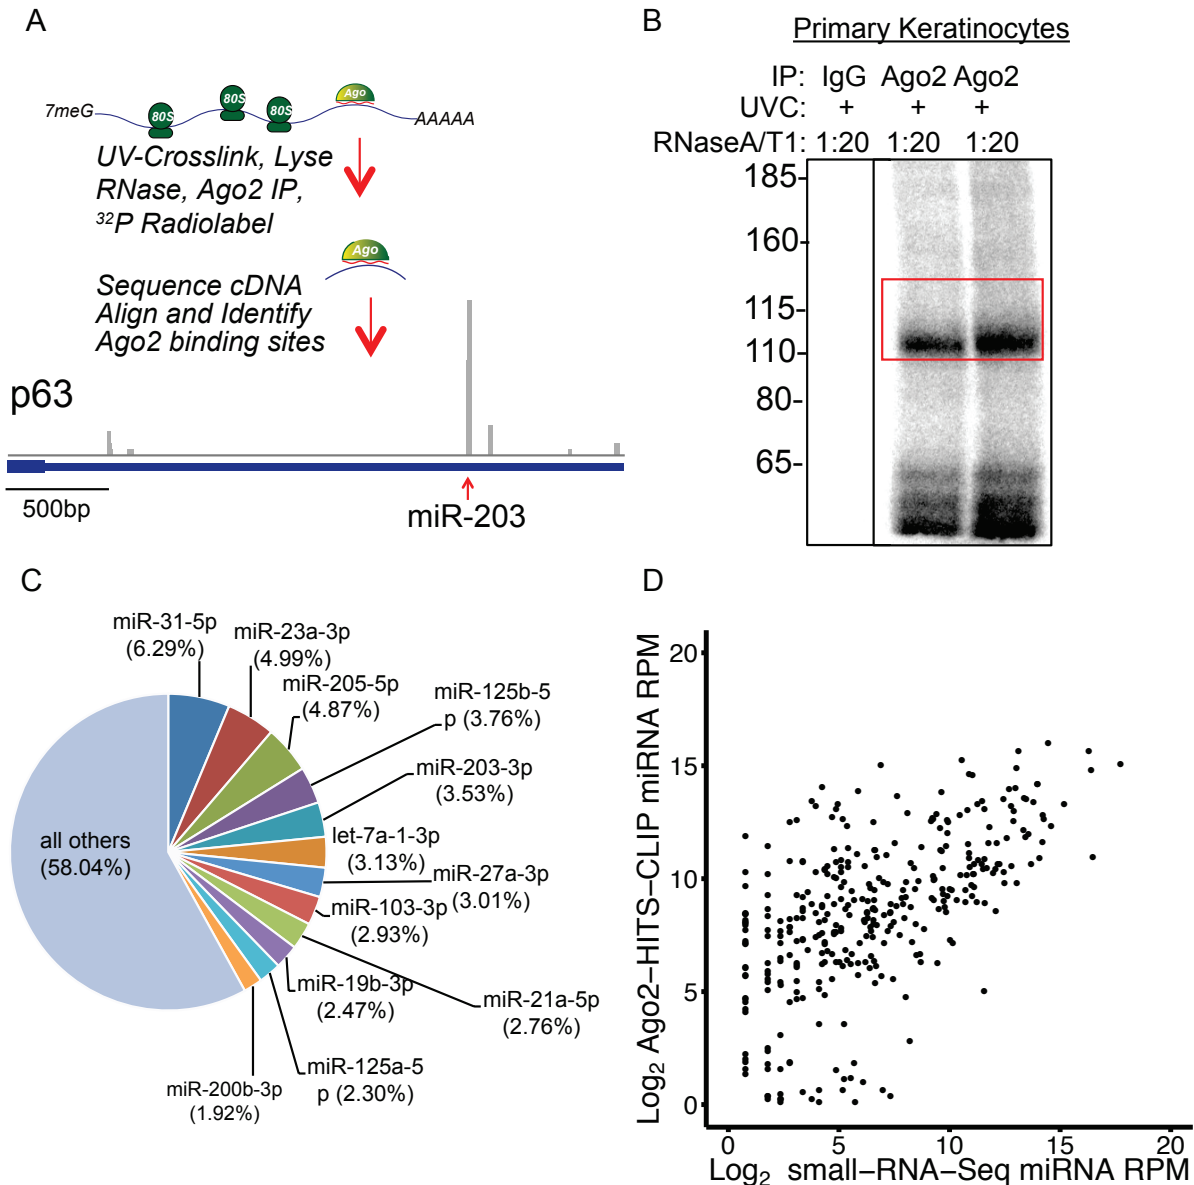 A
7meG
80S
80S
80S
Ago
AAAAA
UV-Crosslink, Lyse
RNase, Ago2 IP,
32P Radiolabel
Ago
Sequence cDNA
Align and Identify
Ago2 binding sites
p63
500bp
miR-203
B
Primary Keratinocytes
IP: IgG Ago2 Ago2
UVC: + + +
RNaseA/T1: 1:20 1:20 1:20
185-
160-
115-
110-
80-
65-
C
miR-31-5p
(6.29%)
miR-23a-3p
(4.99%)
miR-205-5p
(4.87%)
miR-125b-5
p (3.76%)
miR-203-3p
(3.53%)
let-7a-1-3p
(3.13%)
miR-27a-3p
(3.01%)
miR-103-3p
(2.93%)
miR-21a-5p
(2.76%)
miR-19b-3p
(2.47%)
miR-125a-5
p (2.30%)
miR-200b-3p
(1.92%)
all others
(58.04%)
D
Log2 Ago2–HITS–CLIP miRNA RPM
20
15
10
5
0
0 5 10 15 20
Log2 small–RNA–Seq miRNA RPM